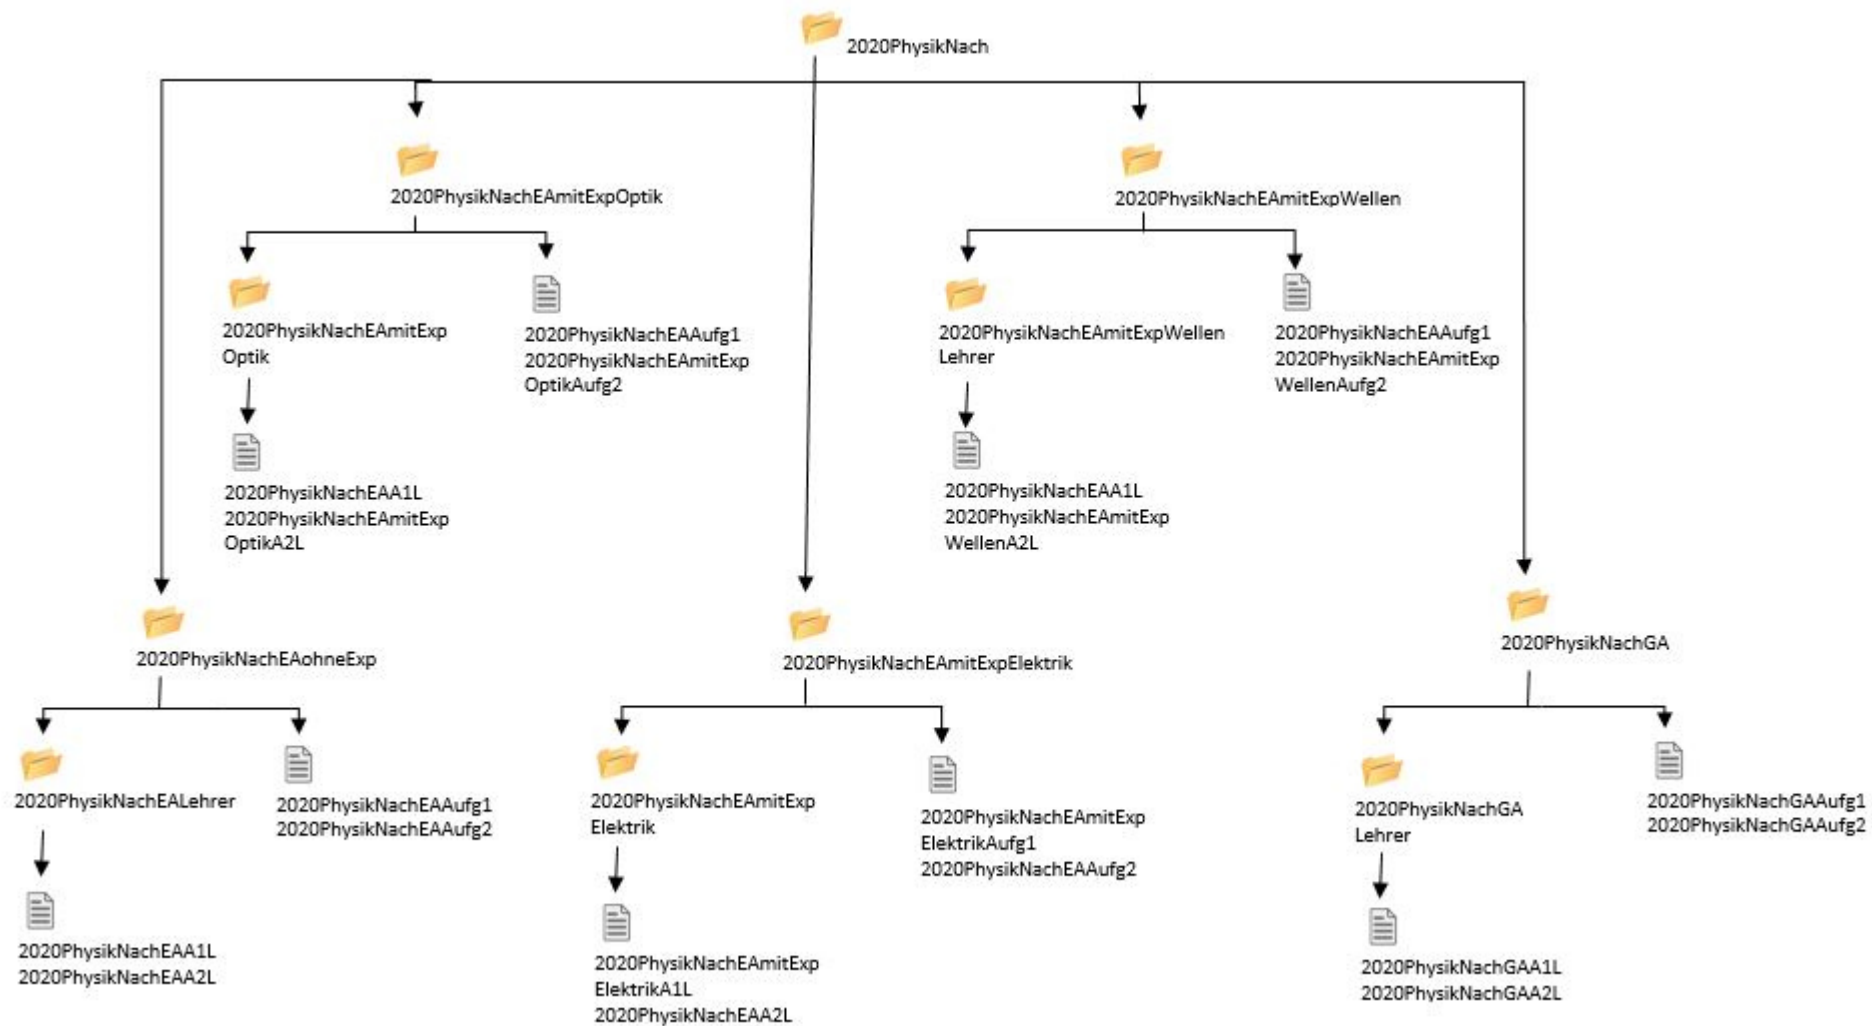 2020PhysikNach
2020PhysikNachEAmitExpOptik
2020PhysikNachEAmitExpWellen
2020PhysikNachEAmitExp
Optik
2020PhysikNachEAAufg1
2020PhysikNachEAmitExp
OptikAufg2
2020PhysikNachEAmitExpWellen
Lehrer
2020PhysikNachEAAufg1
2020PhysikNachEAmitExp
WellenAufg2
2020PhysikNachEAA1L
2020PhysikNachEAmitExp
OptikA2L
2020PhysikNachEAA1L
2020PhysikNachEAmitExp
WellenA2L
2020PhysikNachEAohneExp
2020PhysikNachEAmitExpElektrik
2020PhysikNachGA
2020PhysikNachEALehrer
2020PhysikNachEAAufg1
2020PhysikNachEAAufg2
2020PhysikNachEAmitExp
Elektrik
2020PhysikNachEAmitExp
ElektrikAufg1
2020PhysikNachEAAufg2
2020PhysikNachGA
Lehrer
2020PhysikNachGAAufg1
2020PhysikNachGAAufg2
2020PhysikNachEAA1L
2020PhysikNachEAA2L
2020PhysikNachEAmitExp
ElektrikA1L
2020PhysikNachEAA2L
2020PhysikNachGAA1L
2020PhysikNachGAA2L